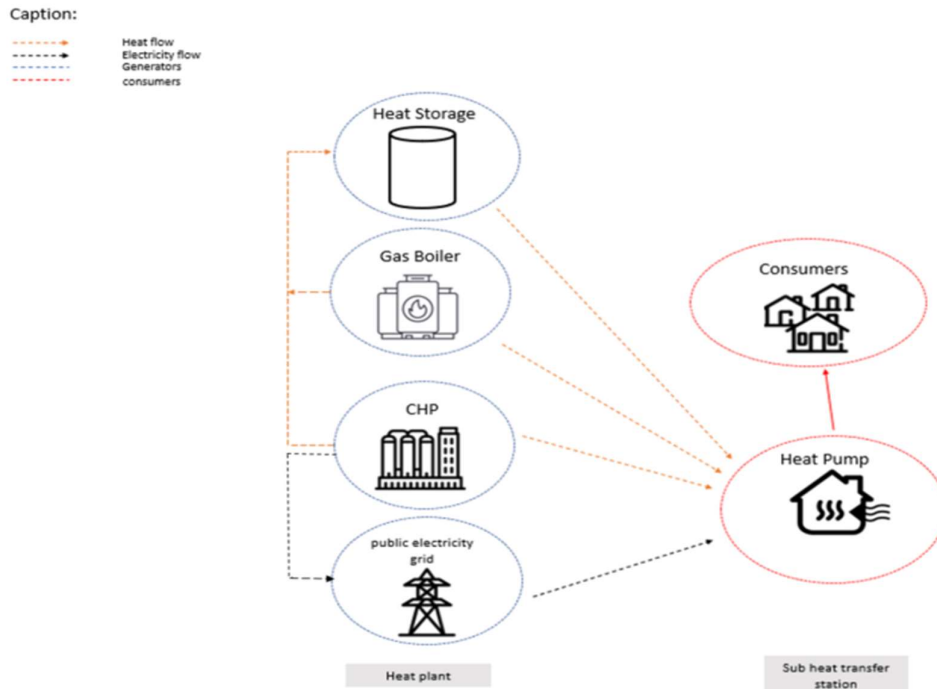 Caption:
Heat flow
Electricity flow
Generators
consumers
Heat Storage
Gas Boiler
Consumers
CHP
Heat Pump
public electricity
grid
Heat plant
Sub heat transfer
station